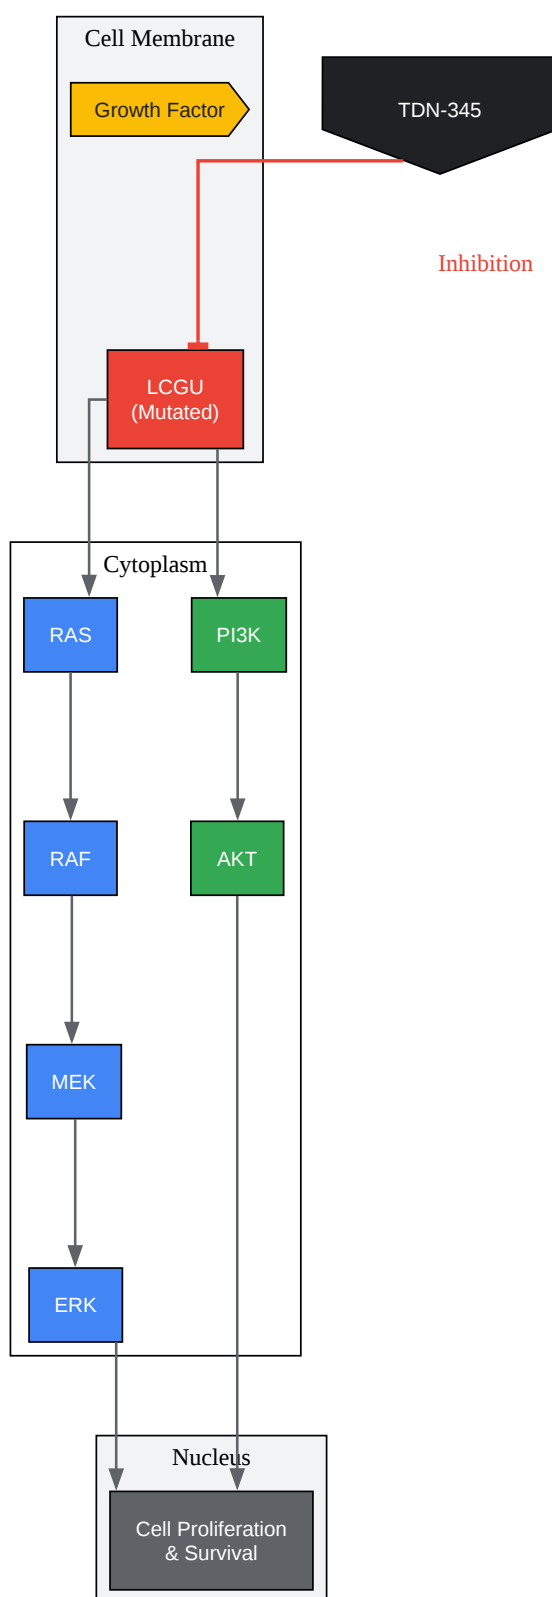 Cell Membrane
Growth Factor
TDN-345
Inhibition
LCGU
(Mutated)
Cytoplasm
RAS
PI3K
RAF
AKT
MEK
ERK
Nucleus
Cell Proliferation
& Survival